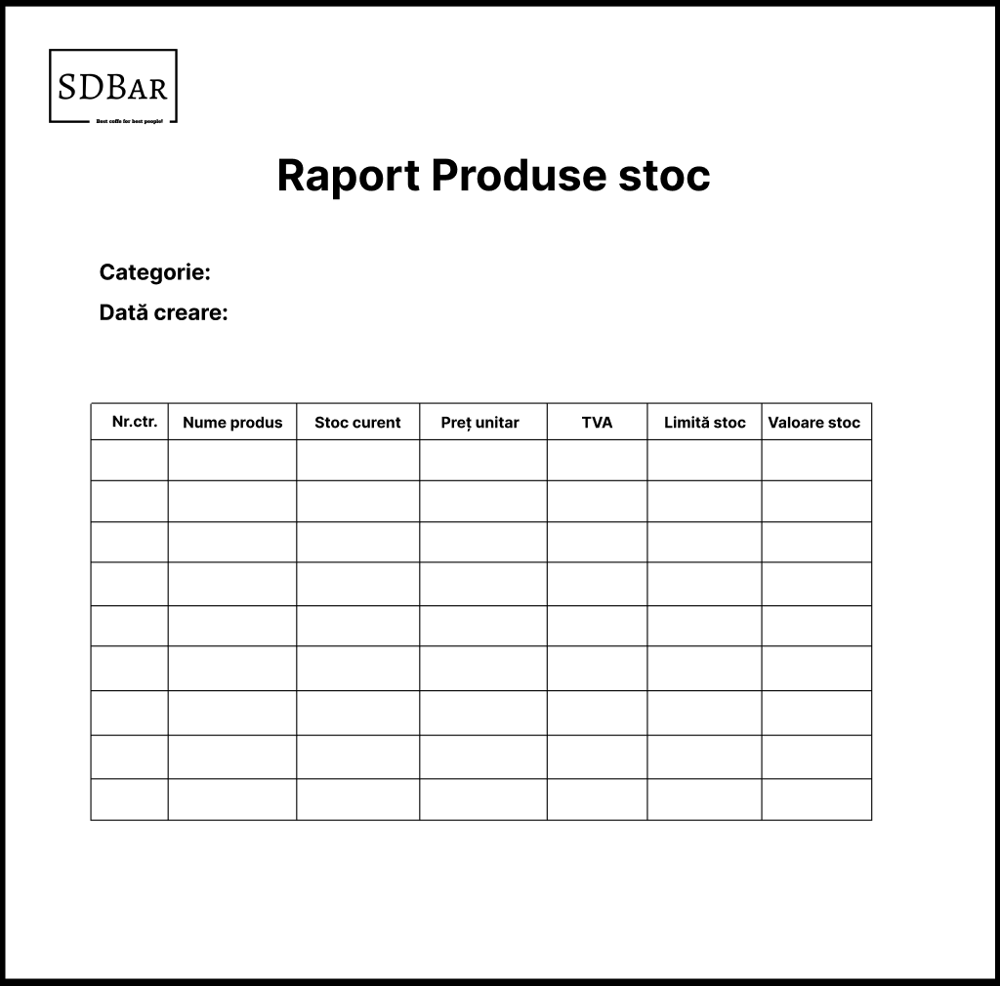 SDBAR
Best coffe for best people!
Raport Produse stoc
Categorie:
Dată creare:
Nr.ctr. Nume produs Stoc curent Preț unitar TVA Limită stoc Valoare stoc